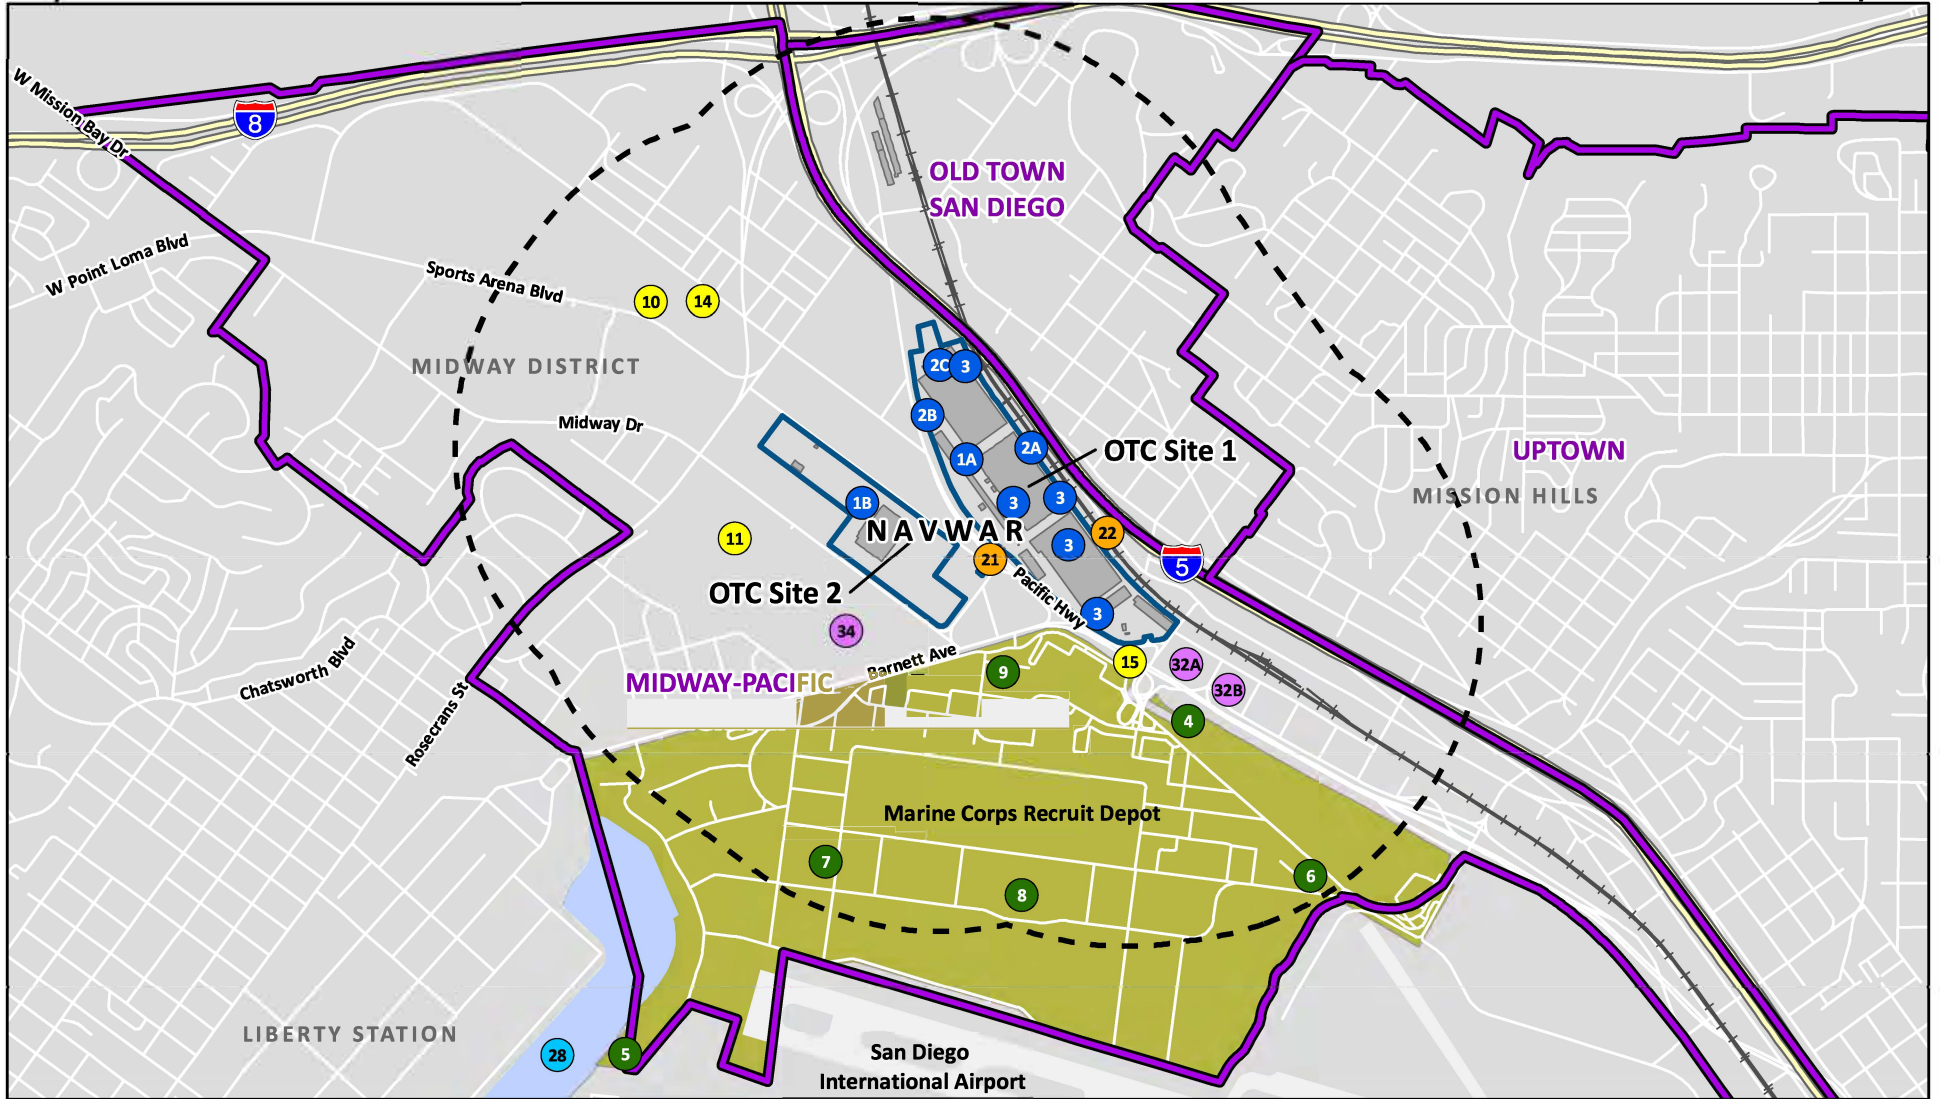 W Mission Bay Dr
8
OLD TOWN
SAN DIEGO
W Point Loma Blvd
Sports Arena Blvd
10
14
MIDWAY DISTRICT
2C
3
2B
Midway Dr
1A
2A
OTC Site 1
UPTOWN
MISSION HILLS
1B
3
3
NAVWAR
22
11
3
21
5
OTC Site 2
Pacific Hwy
3
34
Barnett Ave
15
32A
9
32B
Chatsworth Blvd
MIDWAY-PACIFIC
Rosecrans St
4
Marine Corps Recruit Depot
7
8
6
LIBERTY STATION
28
5
San Diego
International Airport